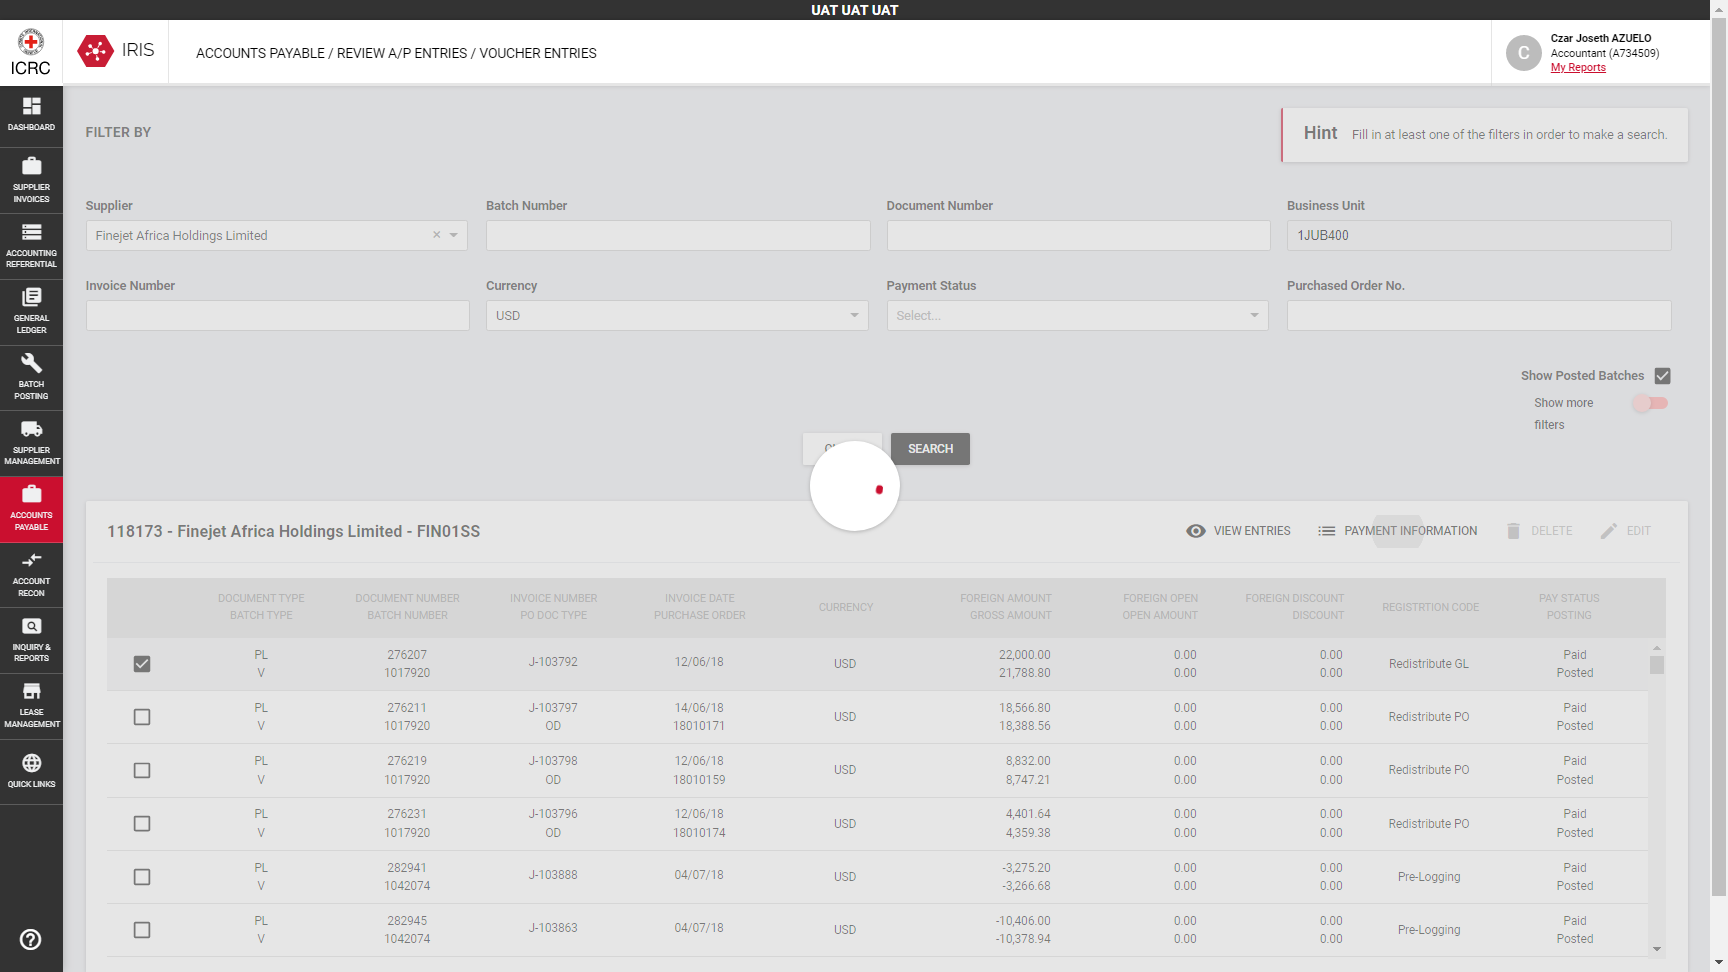 UAT UAT UAT
ICRC
IRIS
ACCOUNTS PAYABLE / REVIEW A/P ENTRIES / VOUCHER ENTRIES
C
Czar Joseth AZUELO
Accountant (A734509)
My Reports
DASHBOARD
SUPPLIER
INVOICES
ACCOUNTING
REFERENTIAL
GENERAL
LEDGER
BATCH
POSTING
SUPPLIER
MANAGEMENT
ACCOUNTS
PAYABLE
ACCOUNT
RECON
INQUIRY &
REPORTS
LEASE
MANAGEMENT
QUICK LINKS
FILTER BY
Hint Fill in at least one of the filters in order to make a search.
Supplier Batch Number Document Number Business Unit
Finejet Africa Holdings Limited 1JUB400
Invoice Number Currency Payment Status Purchased Order No.
USD Select...
Show Posted Batches
Show more
filters
SEARCH
118173 - Finejet Africa Holdings Limited - FIN01SS
VIEW ENTRIES PAYMENT INFORMATION DELETE EDIT
DOCUMENT TYPE DOCUMENT NUMBER INVOICE NUMBER INVOICE DATE FOREIGN AMOUNT FOREIGN OPEN FOREIGN DISCOUNT PAY STATUS
CURRENCY REGISTRTION CODE
BATCH TYPE BATCH NUMBER PO DOC TYPE PURCHASE ORDER GROSS AMOUNT OPEN AMOUNT DISCOUNT POSTING
PL 276207 J-103792 12/06/18 USD 22,000.00 0.00 0.00 Redistribute GL Paid
V 1017920 21,788.80 0.00 0.00 Posted
PL 276211 J-103797 14/06/18 USD 18,566.80 0.00 0.00 Redistribute PO Paid
V 1017920 OD 18010171 18,388.56 0.00 0.00 Posted
PL 276219 J-103798 12/06/18 USD 8,832.00 0.00 0.00 Redistribute PO Paid
V 1017920 OD 18010159 8,747.21 0.00 0.00 Posted
PL 276231 J-103796 12/06/18 USD 4,401.64 0.00 0.00 Redistribute PO Paid
V 1017920 OD 18010174 4,359.38 0.00 0.00 Posted
PL 282941 J-103888 04/07/18 USD -3,275.20 0.00 0.00 Pre-Logging Paid
V 1042074 -3,266.68 0.00 0.00 Posted
PL 282945 J-103863 04/07/18 USD -10,406.00 0.00 0.00 Pre-Logging Paid
V 1042074 -10,378.94 0.00 0.00 Posted